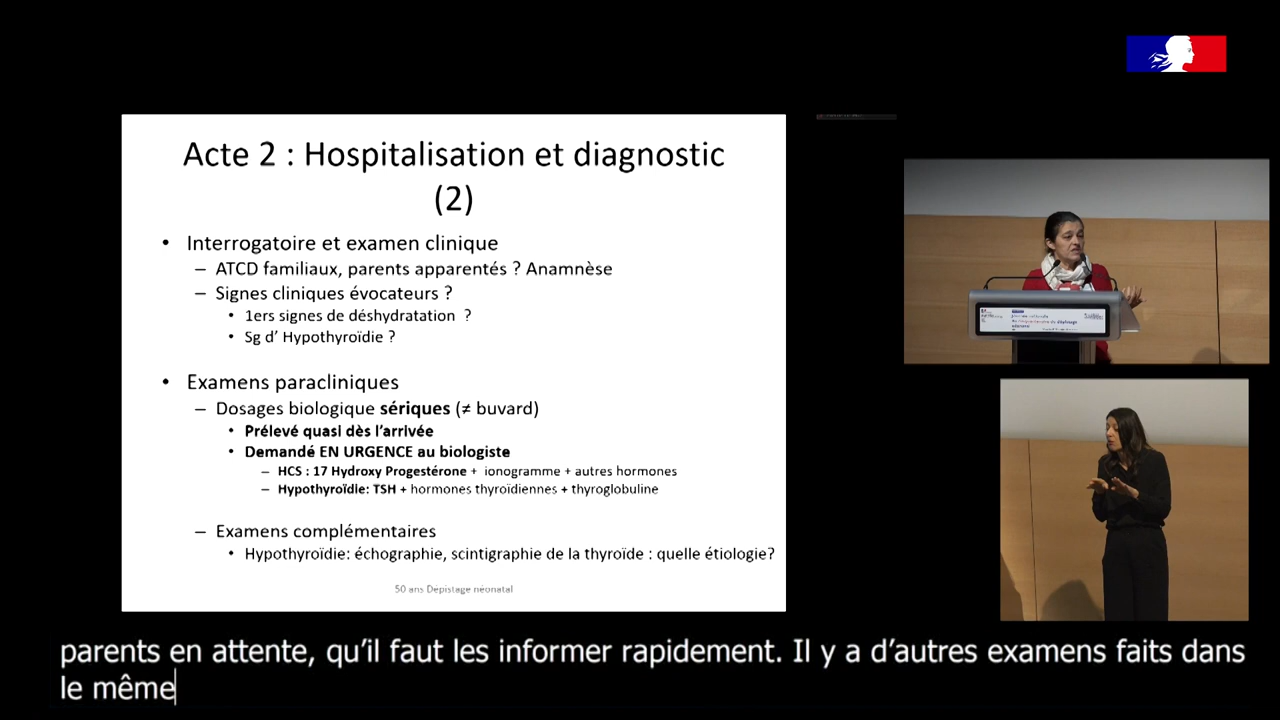 Acte 2 : Hospitalisation et diagnostic
(2)
• Interrogatoire et examen clinique
– ATCD familiaux, parents apparentés ? Anamnèse
– Signes cliniques évocateurs ?
• 1ers signes de déshydratation ?
• Sg d’ Hypothyroïdie ?
• Examens paracliniques
– Dosages biologique sériques (≠ buvard)
• Prélevé quasi dès l’arrivée
• Demandé EN URGENCE au biologiste
– HCS : 17 Hydroxy Progestérone + ionogramme + autres hormones
– Hypothyroïdie: TSH + hormones thyroïdiennes + thyroglobuline
– Examens complémentaires
• Hypothyroïdie: échographie, scintigraphie de la thyroïde : quelle étiologie?
50 ans Dépistage néonatal
parents en attente, qu’il faut les informer rapidement. Il y a d’autres examens faits dans
le même